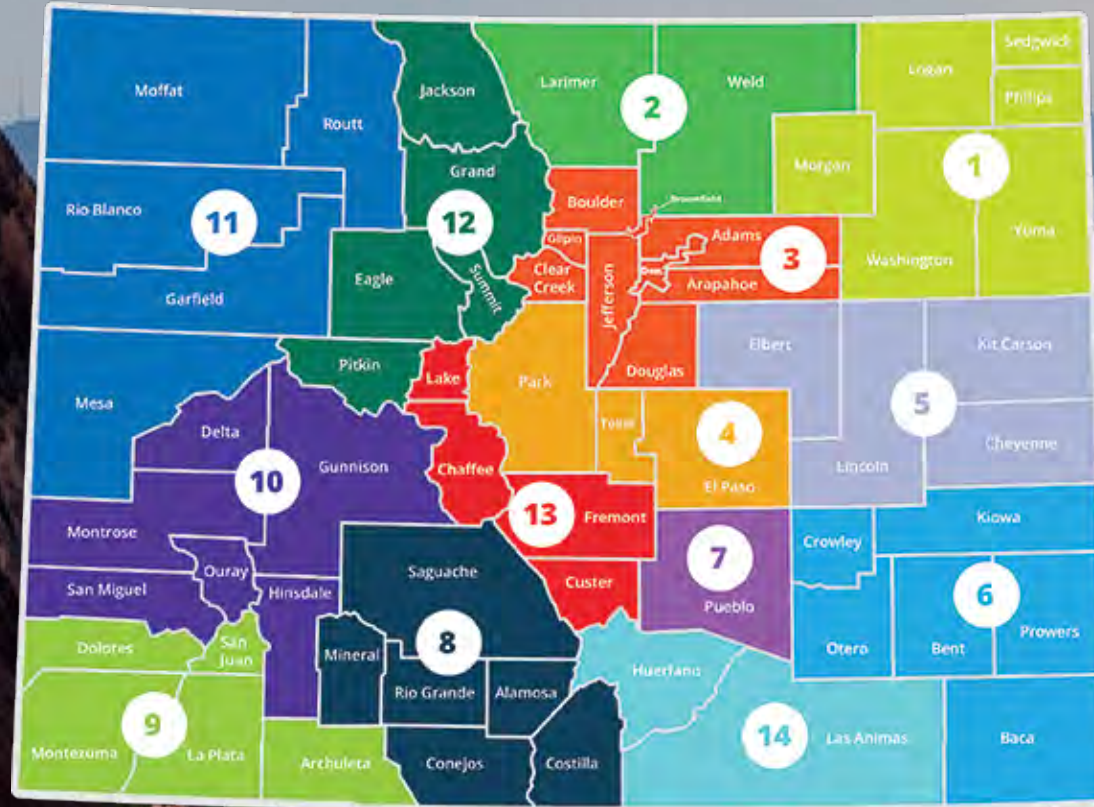 Moffat
Routt
Jackson
Larimer
2
Weld
Logan
Sedgwick
Phillips
Morgan
1
Grand
Rio Blanco
11
12
Boulder
Broomfield
Gilpin
Adams
3
Washington
Yuma
Eagle
Summit
Clear
Creek
Jefferson
Den.
Arapahoe
Garfield
Elbert
Kit Carson
Pitkin
Lake
Park
Douglas
Mesa
5
Delta
Teller
4
Gunnison
Chaffee
Lincoln
Cheyenne
10
El Paso
13
Fremont
Montrose
Kiowa
Crowley
Ouray
Saguache
7
San Miguel
Hinsdale
Custer
Pueblo
6
Dolores
San
Juan
Mineral
8
Otero
Bent
Prowers
Huerfano
Rio Grande
Alamosa
9
14
Montezuma
La Plata
Archuleta
Conejos
Costilla
Las Animas
Baca